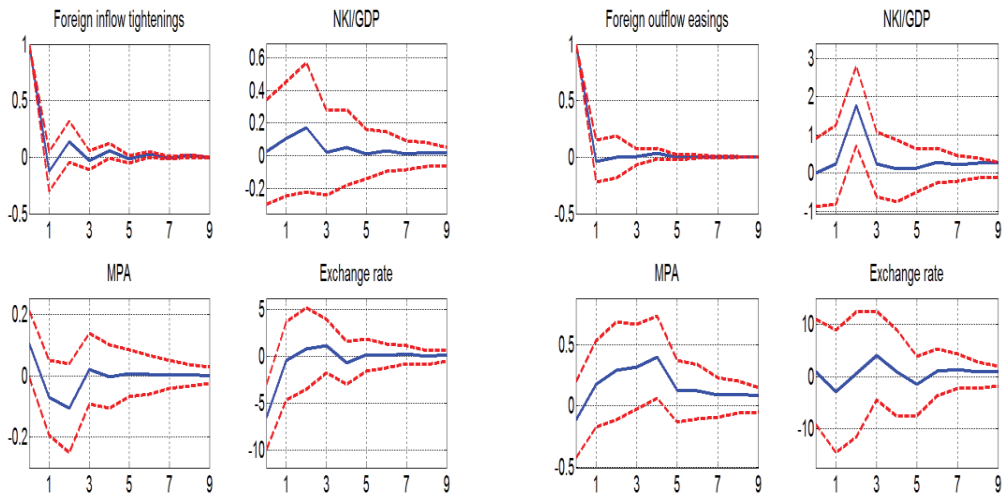 Foreign inflow tightenings
1
0.5
0
-0.5
1 3 5 7 9
NKI/GDP
0.6
0.4
0.2
0
-0.2
1 3 5 7 9
MPA
0.2
0
-0.2
1 3 5 7 9
Exchange rate
5
0
-5
-10
1 3 5 7 9
Foreign outflow easings
1
0.5
0
-0.5
1 3 5 7 9
NKI/GDP
3
2
1
0
-1
1 3 5 7 9
MPA
0.5
0
-0.5
1 3 5 7 9
Exchange rate
10
0
-10
1 3 5 7 9